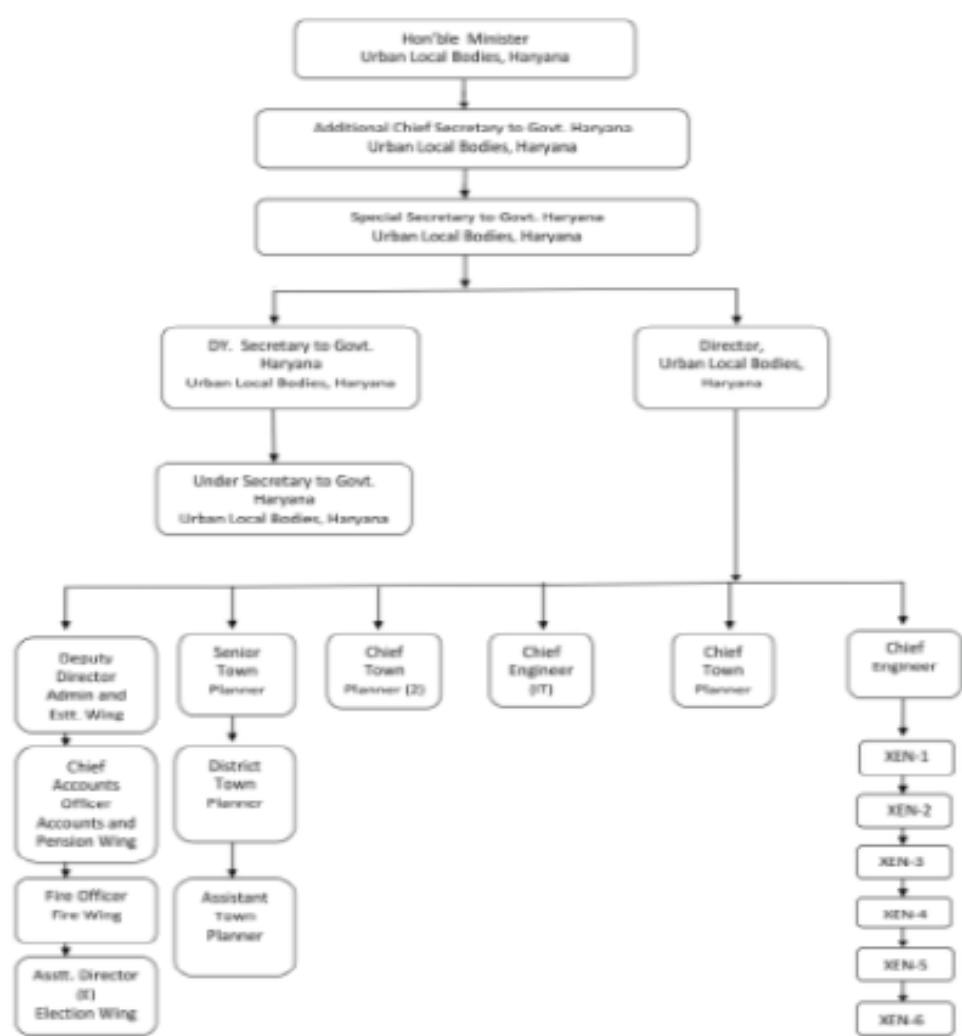 Hon'ble Minister
Urban Local Bodies, Haryana
Additional Chief Secretary to Govt. Haryana
Urban Local Bodies, Haryana
Special Secretary to Govt. Haryana
Urban Local Bodies, Haryana
DY. Secretary to Govt.
Haryana
Urban Local Bodies, Haryana
Director,
Urban Local Bodies,
Haryana
Under Secretary to Govt.
Haryana
Urban Local Bodies, Haryana
Deputy
Director
Admin and
Estt. Wing
Senior
Town
Planner
Chief
Town
Planner (2)
Chief
Engineer
(IT)
Chief
Town
Planner
Chief
Engineer
Chief
Accounts
Officer
Accounts and
Pension Wing
District
Town
Planner
Fire Officer
Fire Wing
Assistant
Town
Planner
Asstt. Director
(E)
Election Wing
XEN-1
XEN-2
XEN-3
XEN-4
XEN-5
XEN-6